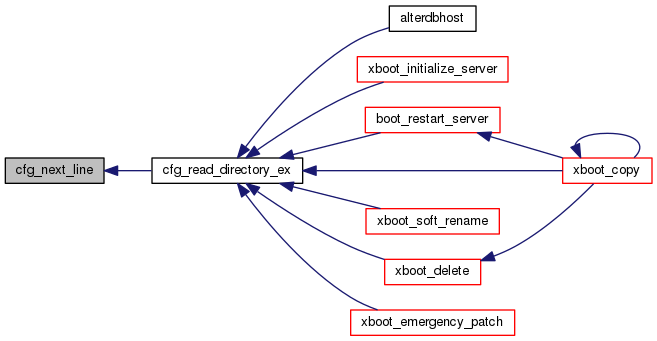 alterdbhost
xboot_initialize_server
boot_restart_server
cfg_next_line
cfg_read_directory_ex
xboot_copy
xboot_soft_rename
xboot_delete
xboot_emergency_patch